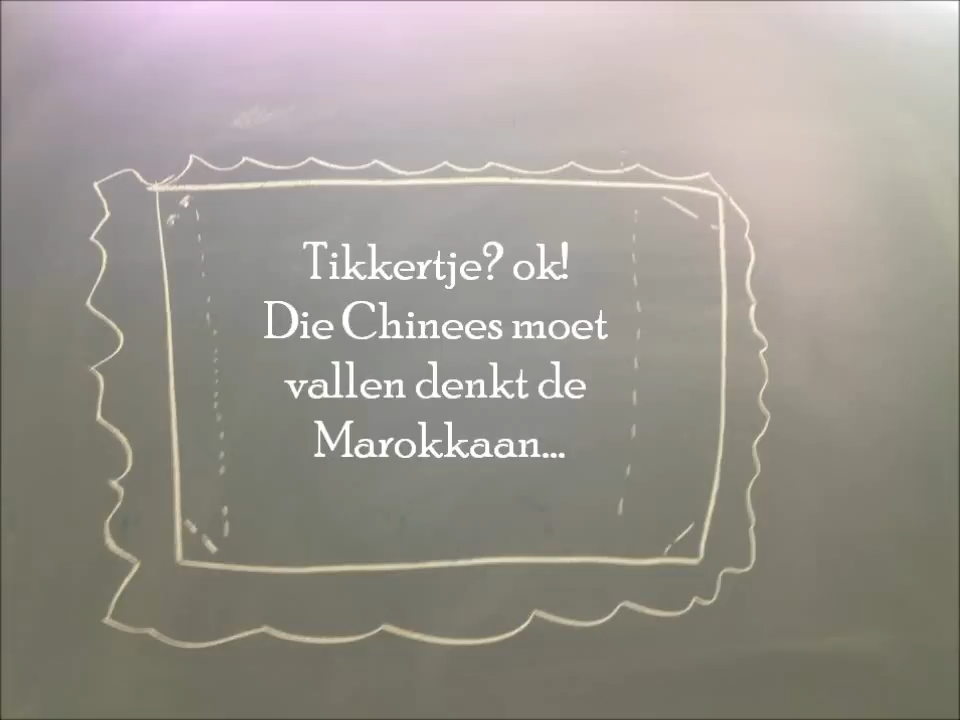 Tikkertje? ok!
Die Chinees moet
vallen denkt de
Marokkaan...